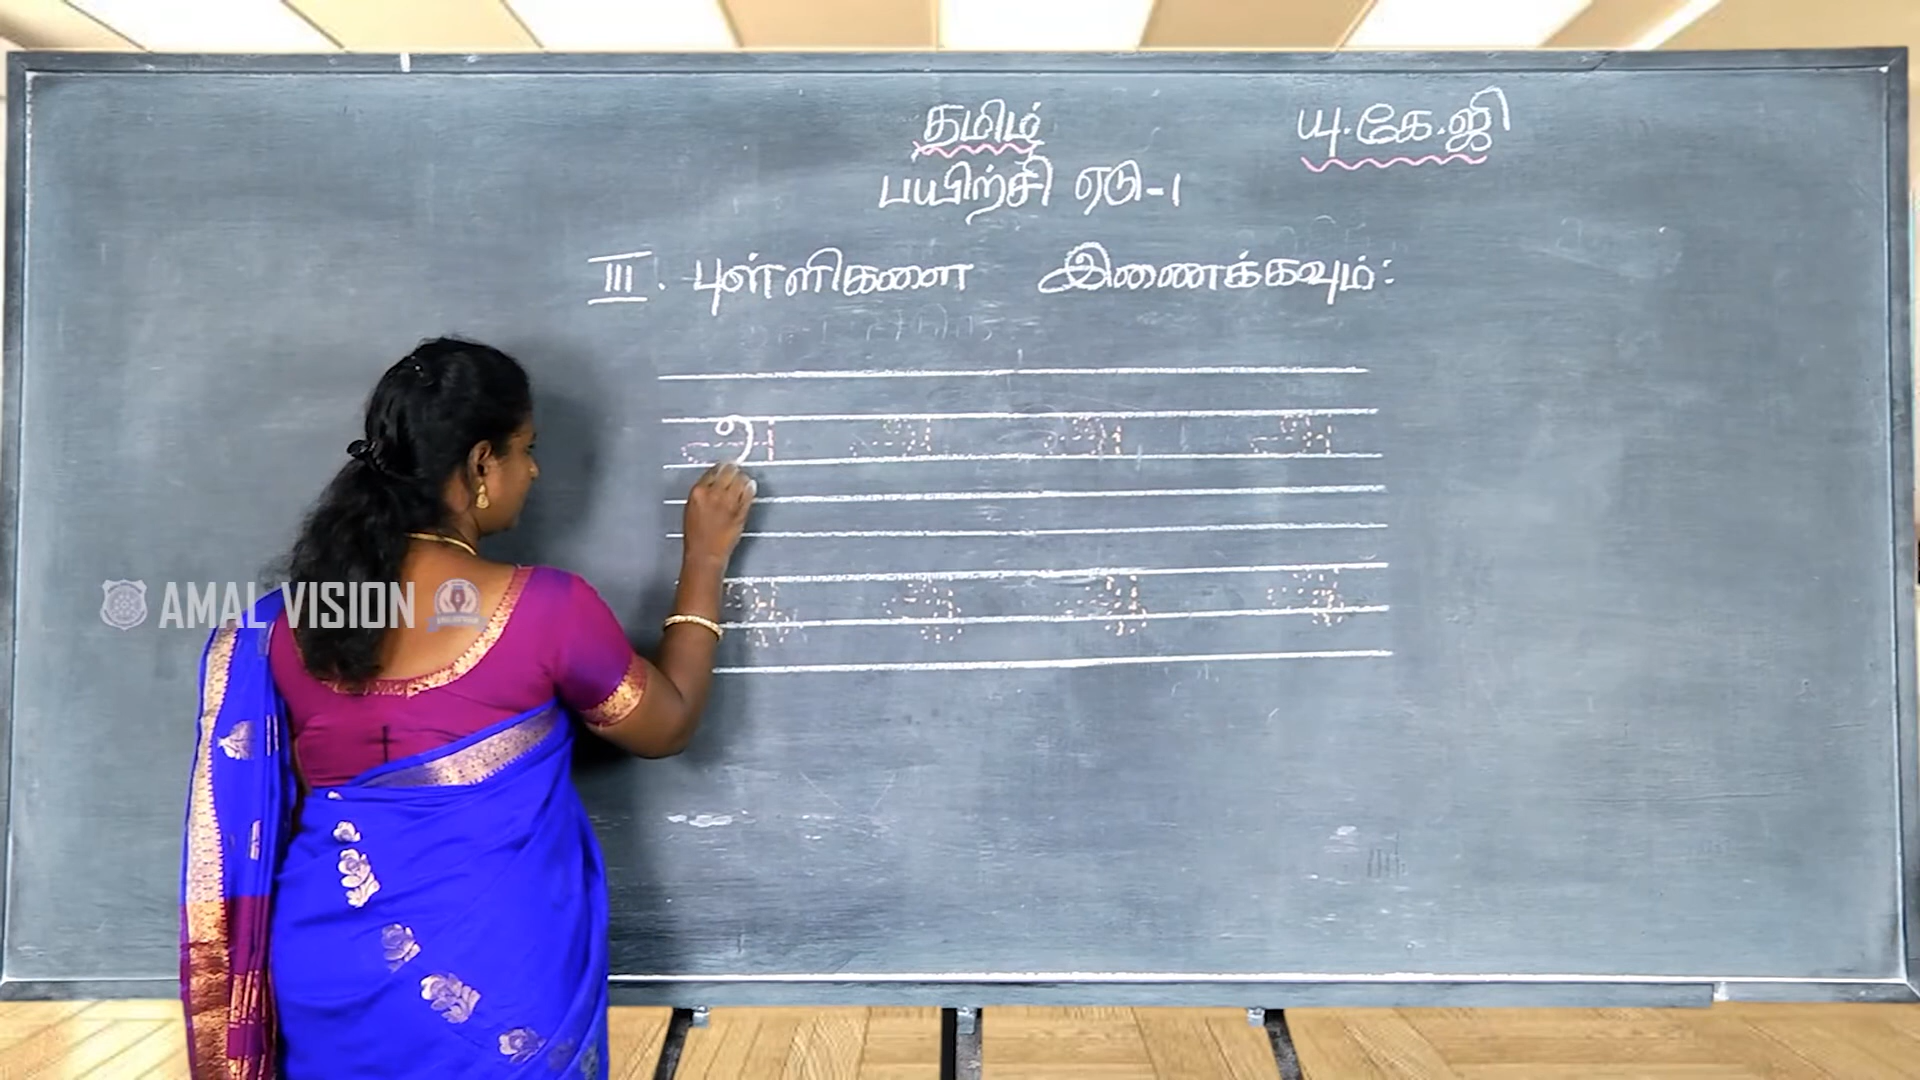 தமிழ்
யு.கே.ஜி
பயிற்சி ஏடு-1
III. புள்ளிகளை இணைக்கவும்:
அ அ அ அ
ஆ ஆ ஆ ஆ
AMAL VISION